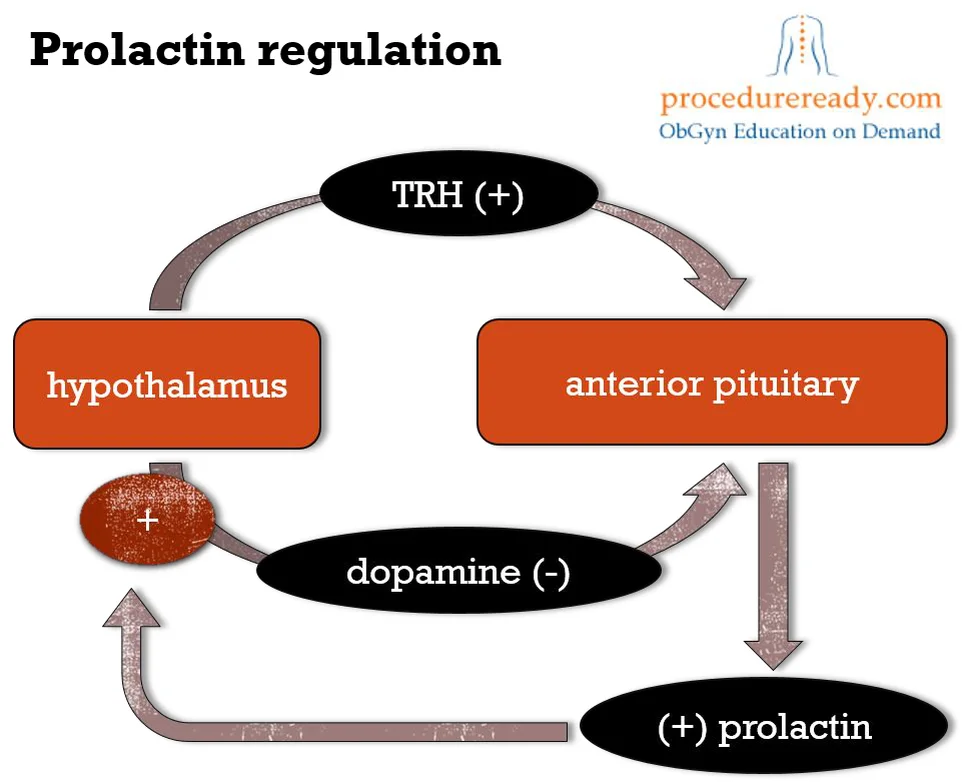 Prolactin regulation
procedureready.com
ObGyn Education on Demand
TRH (+)
hypothalamus
anterior pituitary
+
dopamine (-)
(+) prolactin